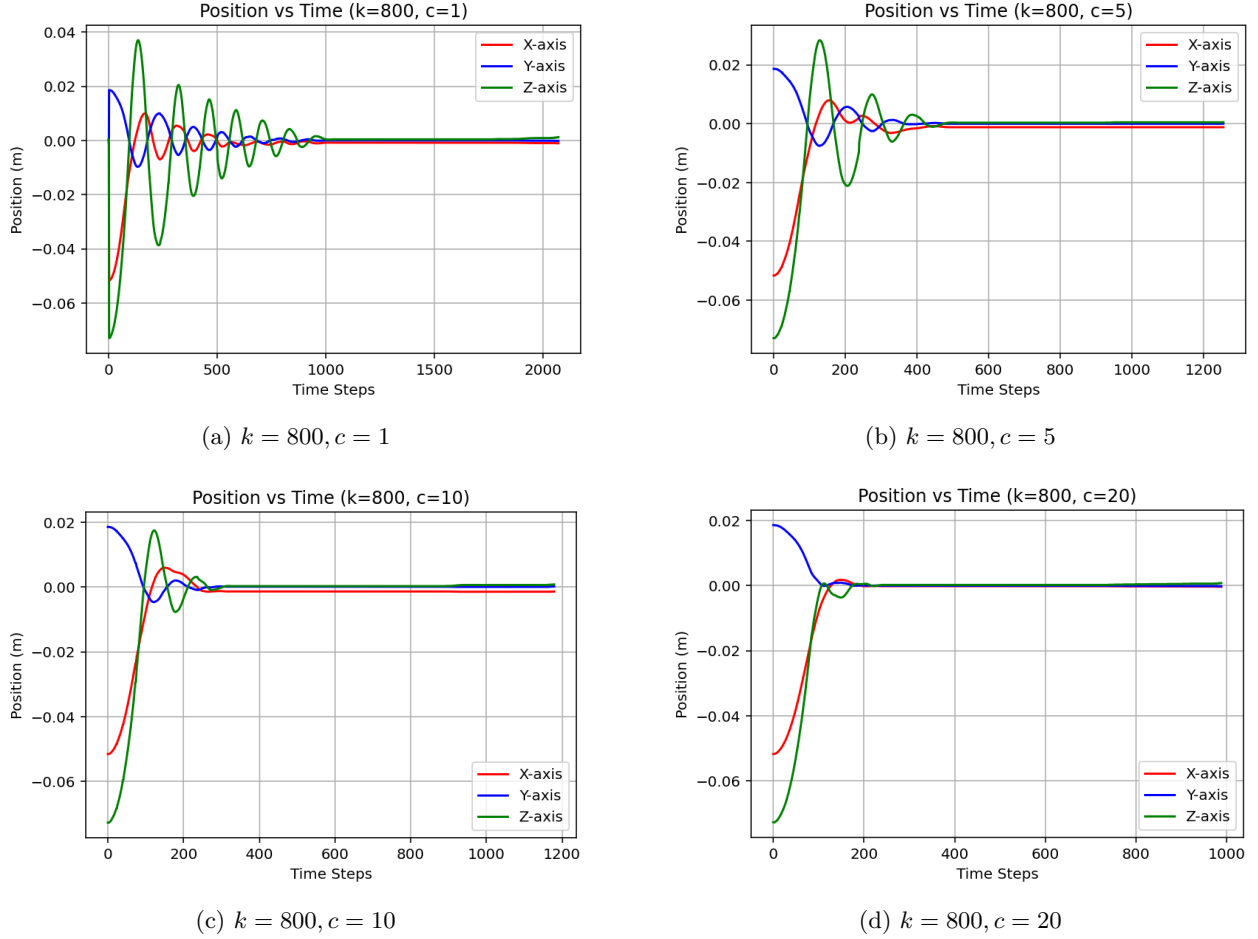 Position vs Time (k=800, c=1)
0.04
0.02
0.00
−0.02
−0.04
−0.06
Position (m)
X-axis
Y-axis
Z-axis
0
500
1000
1500
2000
Time Steps
(a) k = 800, c = 1
Position vs Time (k=800, c=5)
0.02
0.00
−0.02
−0.04
−0.06
Position (m)
X-axis
Y-axis
Z-axis
0
200
400
600
800
1000
1200
Time Steps
(b) k = 800, c = 5
Position vs Time (k=800, c=10)
0.02
0.00
−0.02
−0.04
−0.06
Position (m)
X-axis
Y-axis
Z-axis
0
200
400
600
800
1000
1200
Time Steps
(c) k = 800, c = 10
Position vs Time (k=800, c=20)
0.02
0.00
−0.02
−0.04
−0.06
Position (m)
X-axis
Y-axis
Z-axis
0
200
400
600
800
1000
Time Steps
(d) k = 800, c = 20